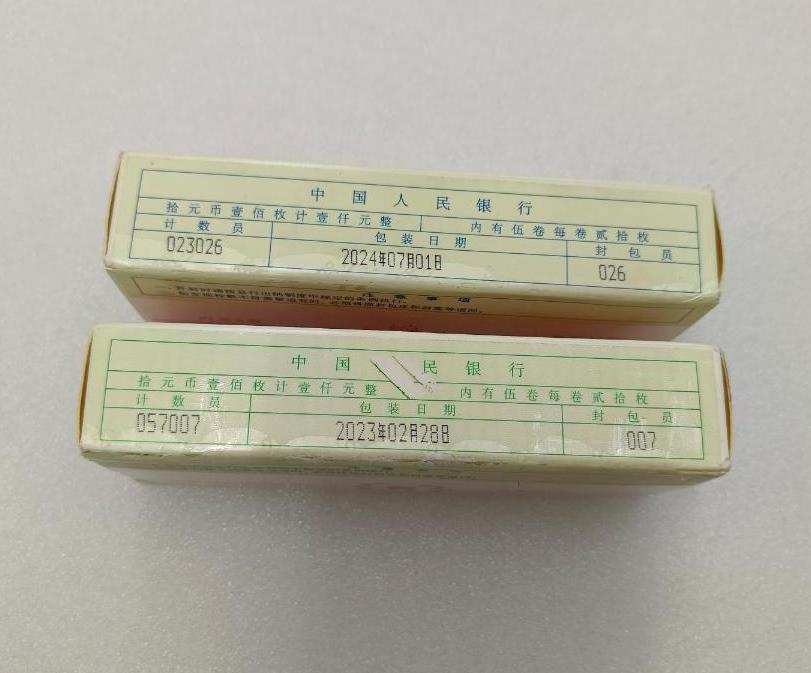 中国人民银行
拾元币壹佰枚计壹仟元整 内有伍卷每卷贰拾枚
计数员 包装日期 封包员
023026 2024年07月01日 026
注意事项
中国 民银行
拾元币壹佰枚计壹仟元整 内有伍卷每卷贰拾枚
计数员 包装日期 封包员
057007 2023年02月28日 007